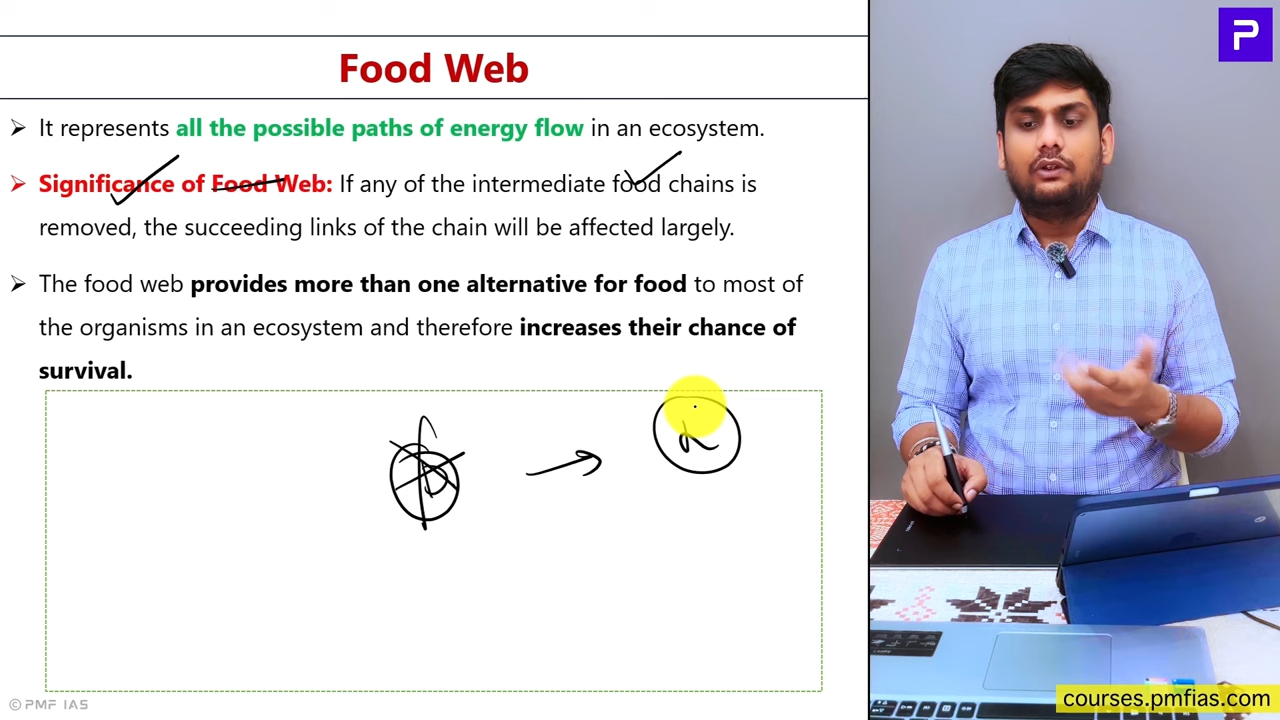 Food Web
➢ It represents all the possible paths of energy flow in an ecosystem.
➢ Significance of Food Web: If any of the intermediate food chains is
removed, the succeeding links of the chain will be affected largely.
➢ The food web provides more than one alternative for food to most of
the organisms in an ecosystem and therefore increases their chance of
survival.
© PMF IAS
P
courses.pmfias.com